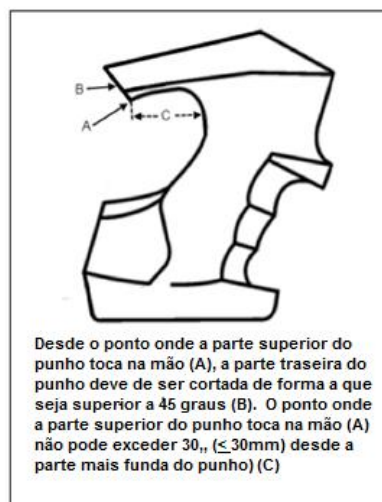 B
A
C
Desde o ponto onde a parte superior do
punho toca na mão (A), a parte traseira do
punho deve de ser cortada de forma a que
seja superior a 45 graus (B). O ponto onde
a parte superior do punho toca na mão (A)
não pode exceder 30,, (< 30mm) desde a
parte mais funda do punho) (C)